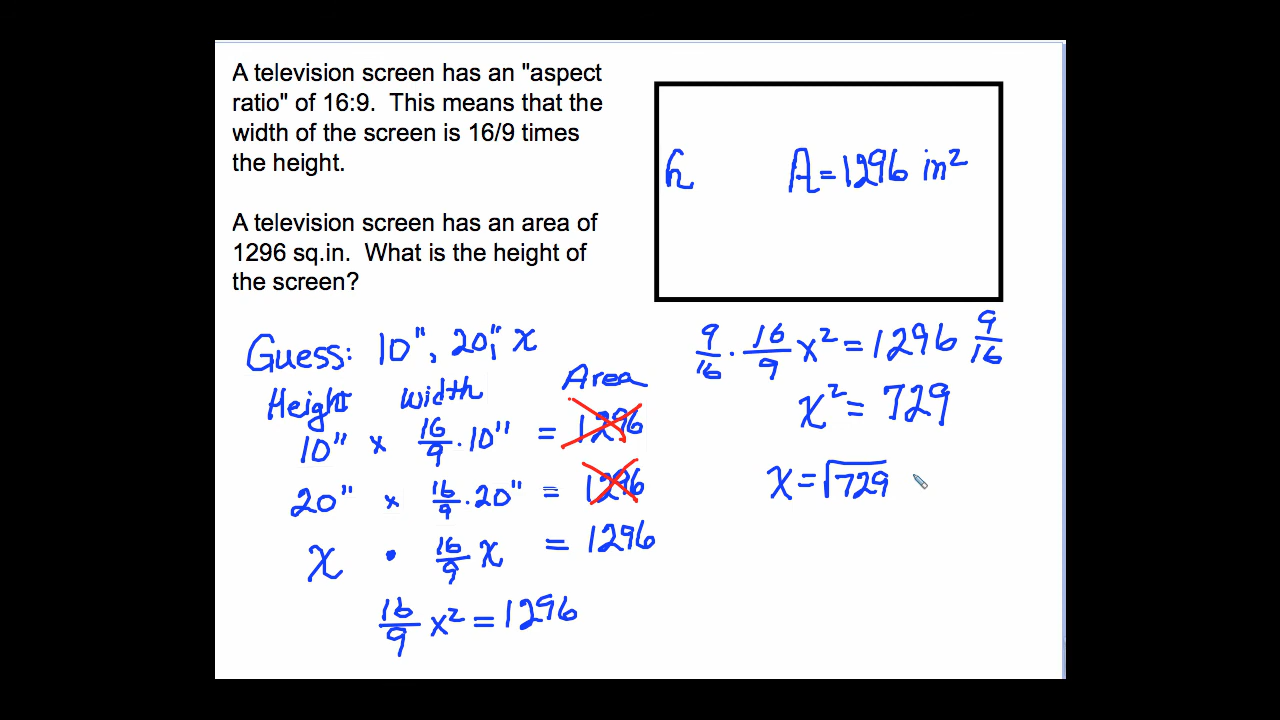 A television screen has an "aspect
ratio" of 16:9.  This means that the
width of the screen is 16/9 times
the height.
A television screen has an area of
1296 sq.in.  What is the height of
the screen?
h A = 1296 in²
Guess: 10", 20", x
Height Width Area
10" x 16/9 · 10" = 1296
20" x 16/9 · 20" = 1296
x · 16/9 x = 1296
16/9 x² = 1296
9/16 · 16/9 x² = 1296 9/16
x² = 729
x = √729